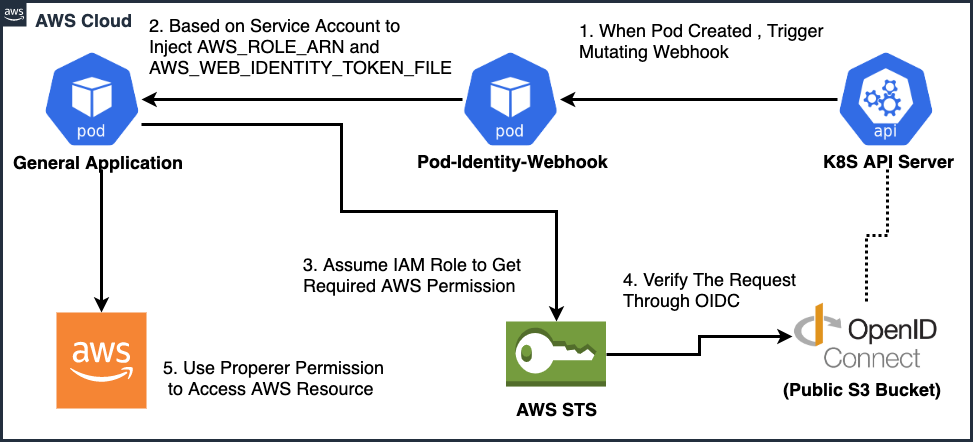 aws
AWS Cloud
2. Based on Service Account to
Inject AWS_ROLE_ARN and
AWS_WEB_IDENTITY_TOKEN_FILE
1. When Pod Created , Trigger
Mutating Webhook
pod
pod
api
General Application
Pod-Identity-Webhook
K8S API Server
3. Assume IAM Role to Get
Required AWS Permission
4. Verify The Request
Through OIDC
aws
5. Use Properer Permission
to Access AWS Resource
AWS STS
OpenID
Connect
(Public S3 Bucket)